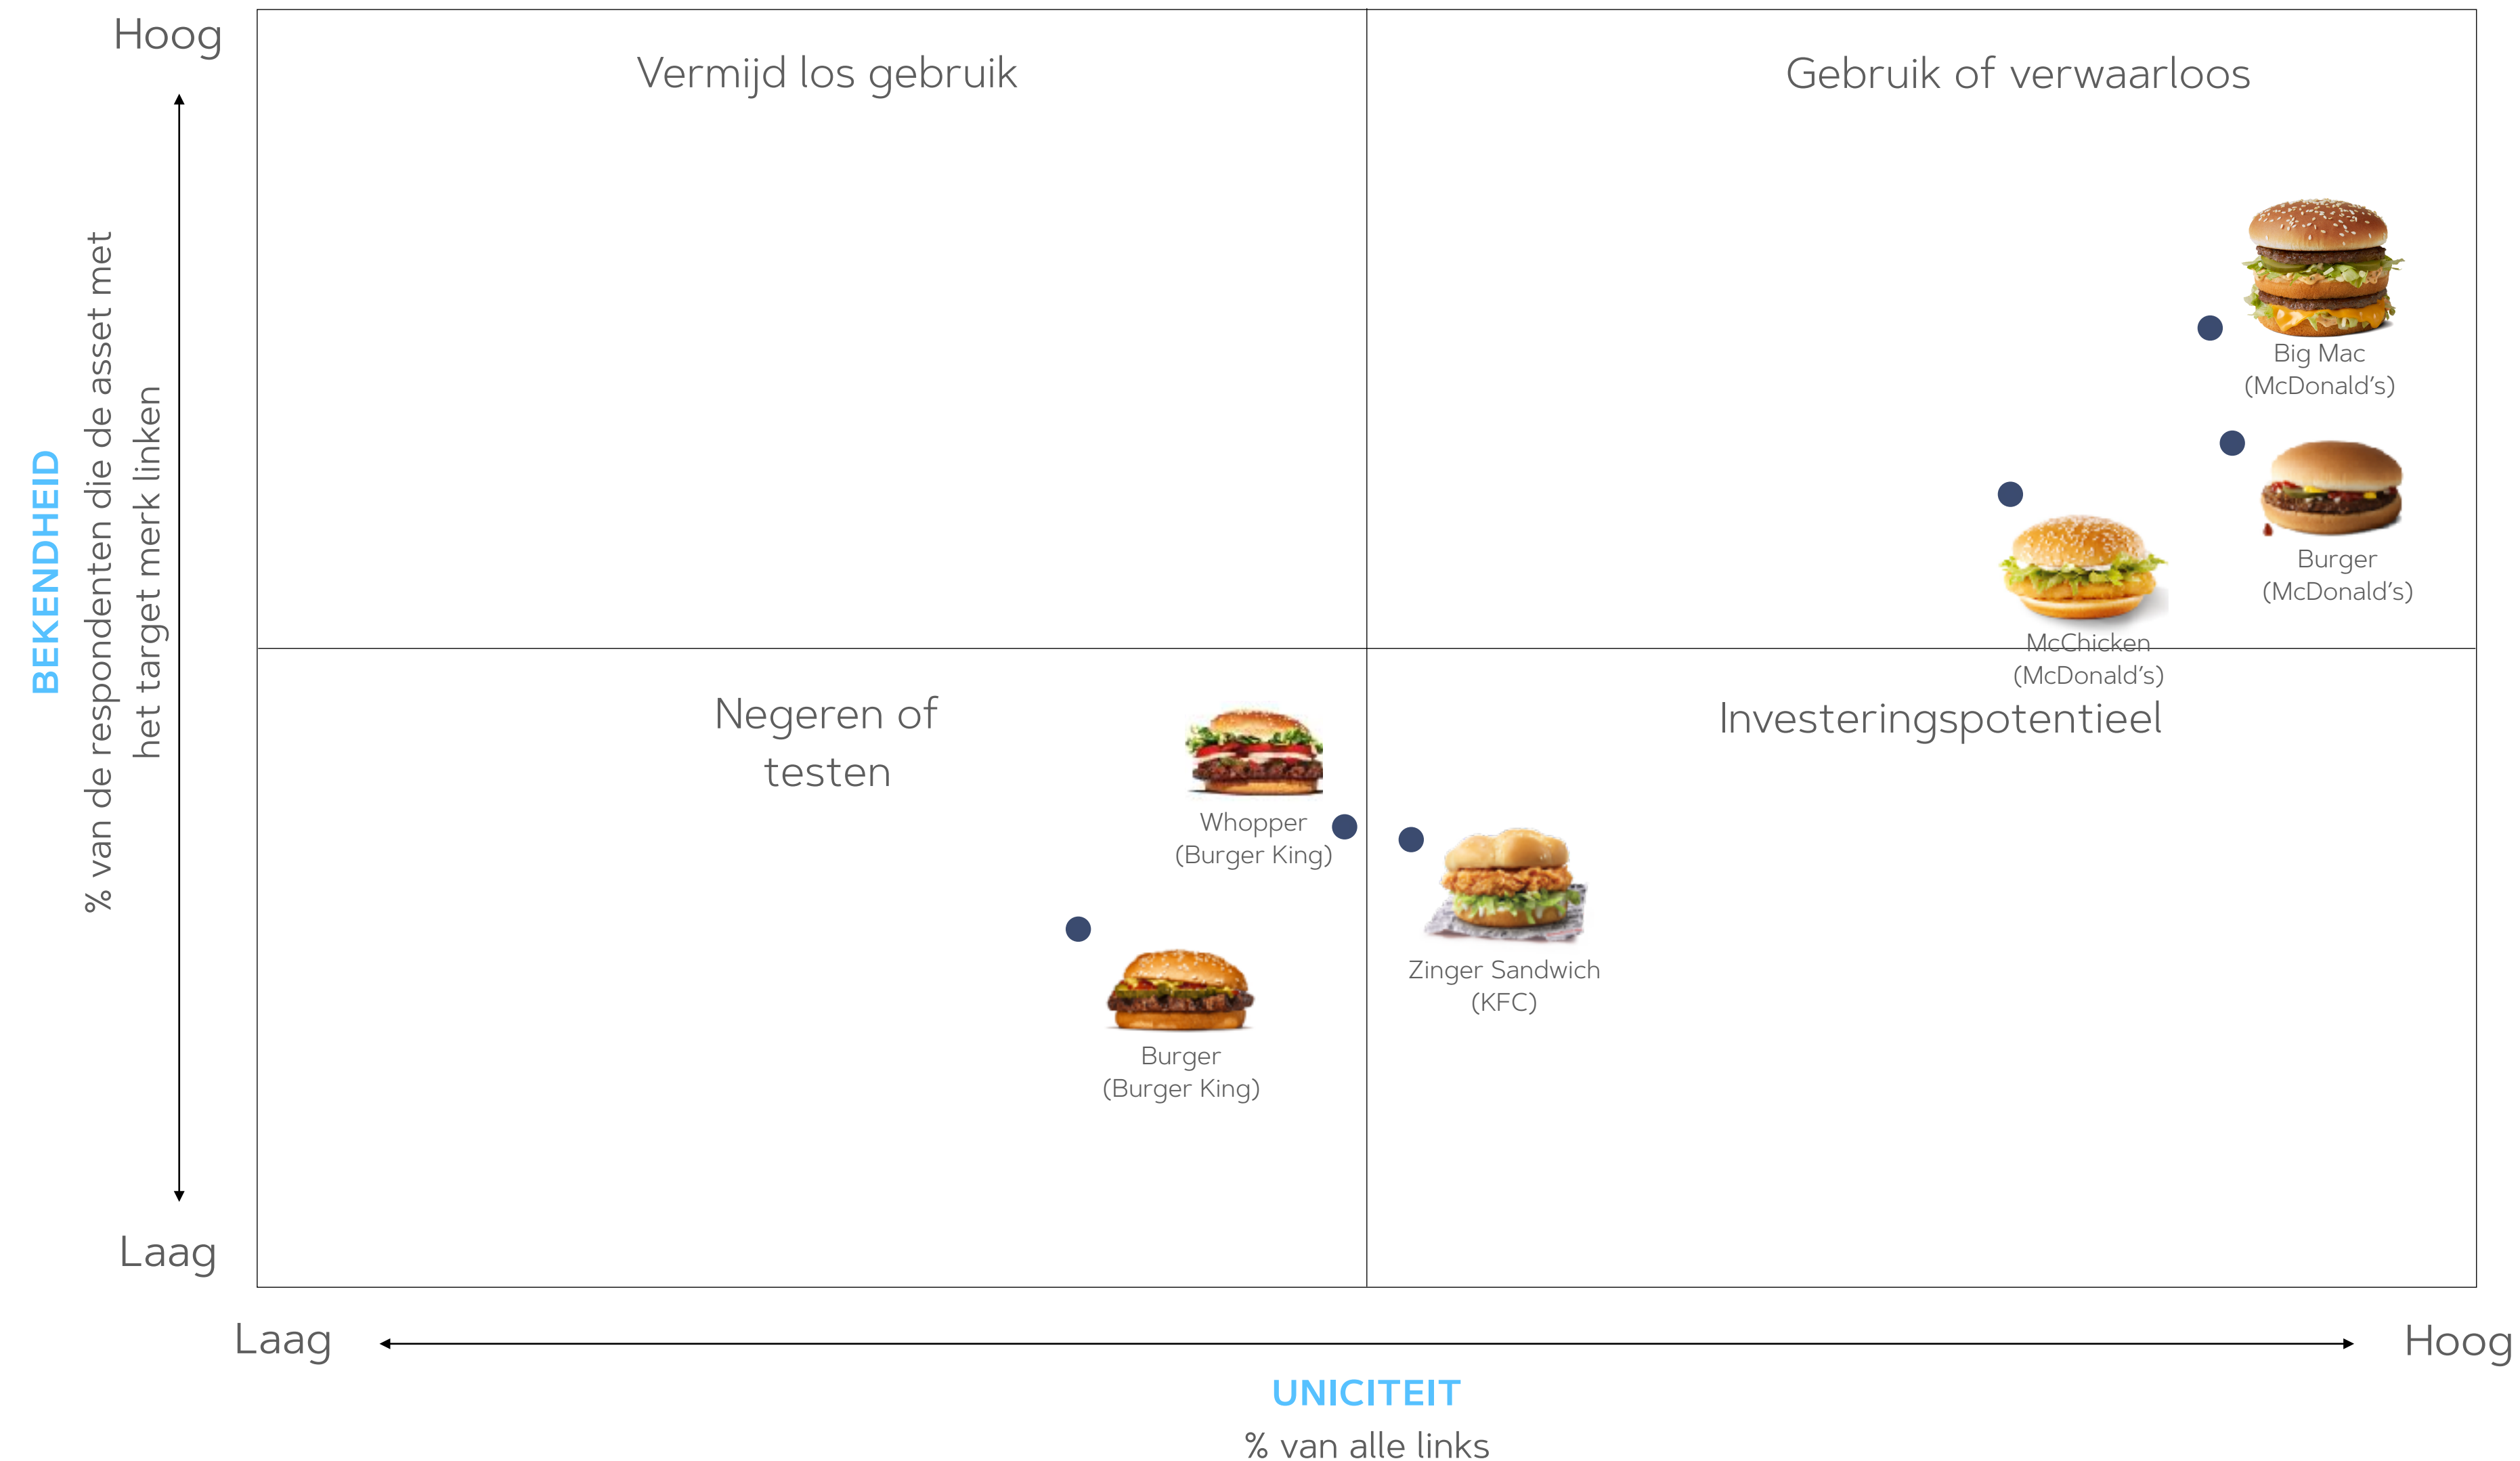 Hoog
Vermijd los gebruik
Gebruik of verwaarloos
BEKENDHEID
% van de respondenten die de asset met
het target merk linken
Big Mac
(McDonald's)
Burger
(McDonald's)
McChicken
(McDonald's)
Negeren of
testen
Investeringspotentieel
Whopper
(Burger King)
Zinger Sandwich
(KFC)
Burger
(Burger King)
Laag
Laag
Hoog
UNICITEIT
% van alle links